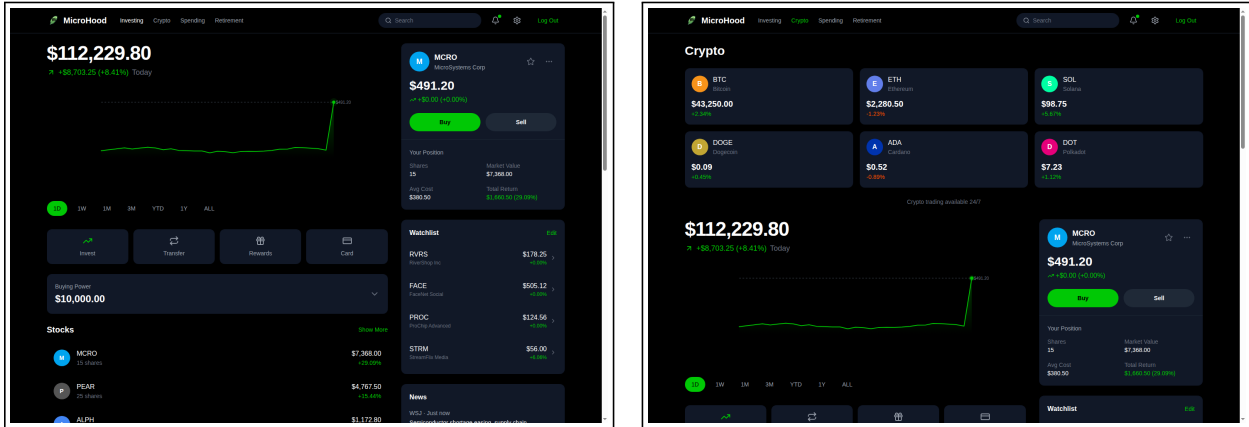 MicroHood
Investing
Crypto
Spending
Retirement
Search
Log Out
$112,229.80
+$8,703.25 (+8.41%) Today
$491.20
1D
1W
1M
3M
YTD
1Y
ALL
Invest
Transfer
Rewards
Card
Buying Power
$10,000.00
Stocks
Show More
M
MCRO
15 shares
$7,368.00
+29.09%
P
PEAR
25 shares
$4,767.50
+15.44%
ALPH
$1,172.80
M
MCRO
MicroSystems Corp
$491.20
+$0.00 (+0.00%)
Buy
Sell
Your Position
Shares
Market Value
15
$7,368.00
Avg Cost
Total Return
$380.50
$1,660.50 (29.09%)
Watchlist
Edit
RVRS
$178.25
RiverShop Inc
+0.00%
FACE
$505.12
FaceNet Social
+0.00%
PROC
$124.56
ProChip Advanced
+0.00%
STRM
$56.00
StreamFlix Media
News
WSJ · Just now
Semiconductor shortage easing, supply chain
MicroHood
Investing
Crypto
Spending
Retirement
Search
Log Out
Crypto
B
BTC
Bitcoin
$43,250.00
+2.34%
E
ETH
Ethereum
$2,280.50
-1.23%
S
SOL
Solana
$98.75
+5.67%
D
DOGE
Dogecoin
$0.09
+0.45%
A
ADA
Cardano
$0.52
-0.89%
D
DOT
Polkadot
$7.23
+1.12%
Crypto trading available 24/7
$112,229.80
+$8,703.25 (+8.41%) Today
$491.20
1D
1W
1M
3M
YTD
1Y
ALL
M
MCRO
MicroSystems Corp
$491.20
+$0.00 (+0.00%)
Buy
Sell
Your Position
Shares
Market Value
15
$7,368.00
Avg Cost
Total Return
$380.50
$1,660.50 (29.09%)
Watchlist
Edit